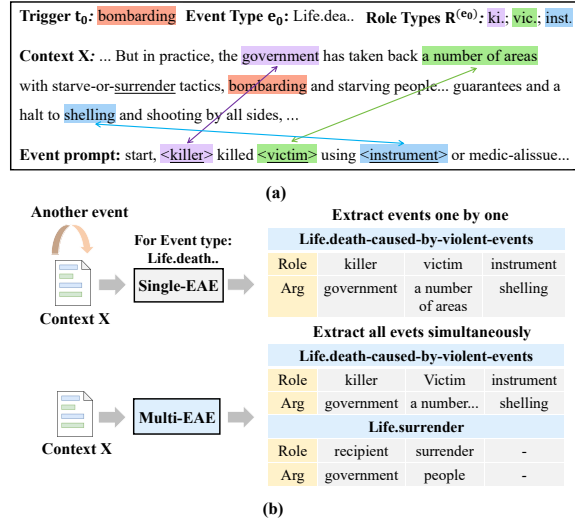 Trigger t₀: bombarding Event Type e₀: Life.dea.. Role Types R⁽ᵉ⁰⁾: ki.; vic.; inst.
Context X: ... But in practice, the government has taken back a number of areas
with starve-or-surrender tactics, bombarding and starving people... guarantees and a
halt to shelling and shooting by all sides, ...
Event prompt: start, <killer> killed <victim> using <instrument> or medic-alissue...
(a)
Another event
Context X
For Event type:
Life.death..
Single-EAE
Extract events one by one
Life.death-caused-by-violent-events
Role killer victim instrument
Arg government a number of areas shelling
Extract all evets simultaneously
Life.death-caused-by-violent-events
Role killer Victim instrument
Arg government a number... shelling
Life.surrender
Role recipient surrender -
Arg government people -
Context X
Multi-EAE
(b)